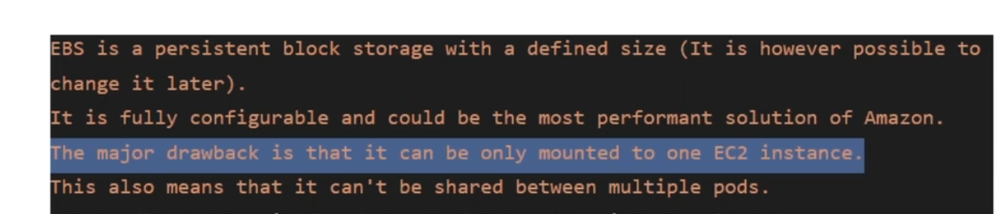 EBS is a persistent block storage with a defined size (It is however possible to
change it later).
It is fully configurable and could be the most performant solution of Amazon.
The major drawback is that it can be only mounted to one EC2 instance.
This also means that it can't be shared between multiple pods.